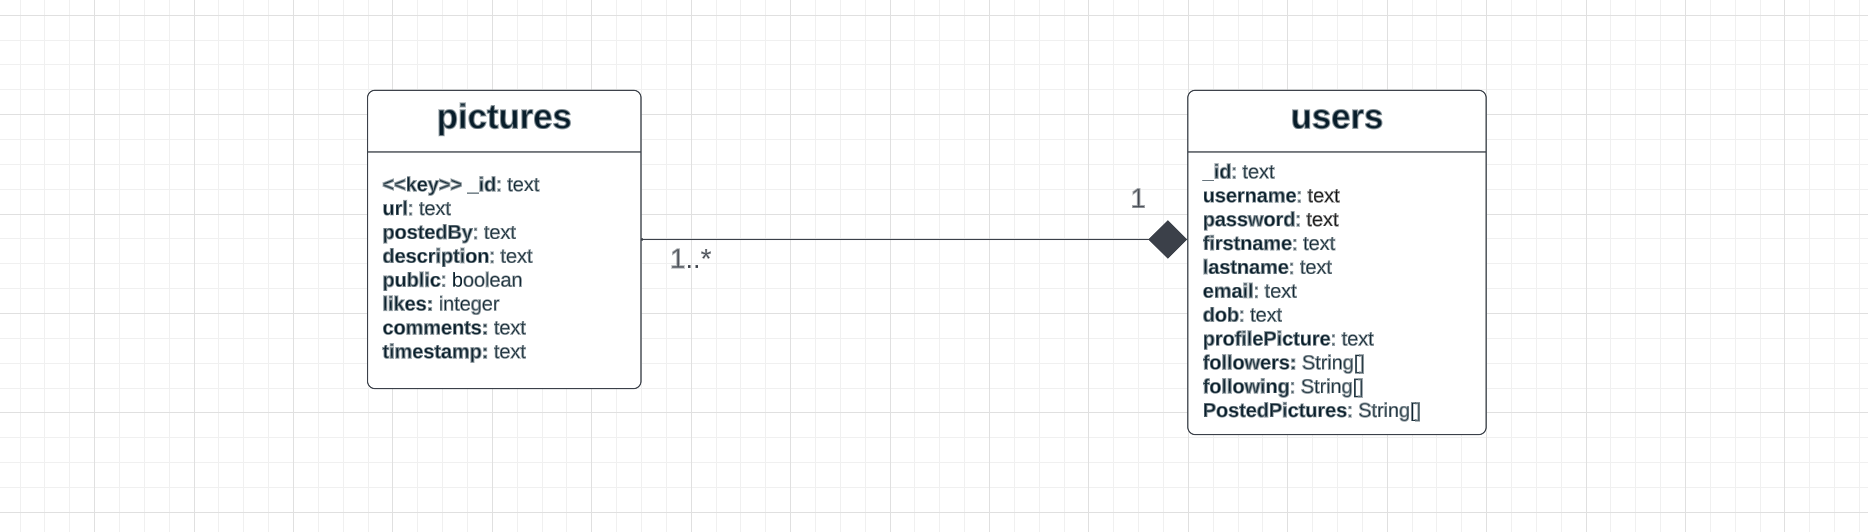 pictures
<<key>> _id: text
url: text
postedBy: text
description: text
public: boolean
likes: integer
comments: text
timestamp: text
1..*
1
users
_id: text
username: text
password: text
firstname: text
lastname: text
email: text
dob: text
profilePicture: text
followers: String[]
following: String[]
PostedPictures: String[]